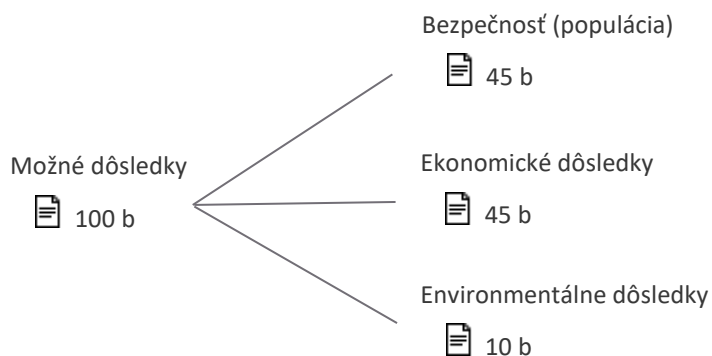 Bezpečnosť (populácia)
45 b
Možné dôsledky
100 b
Ekonomické dôsledky
45 b
Environmentálne dôsledky
10 b